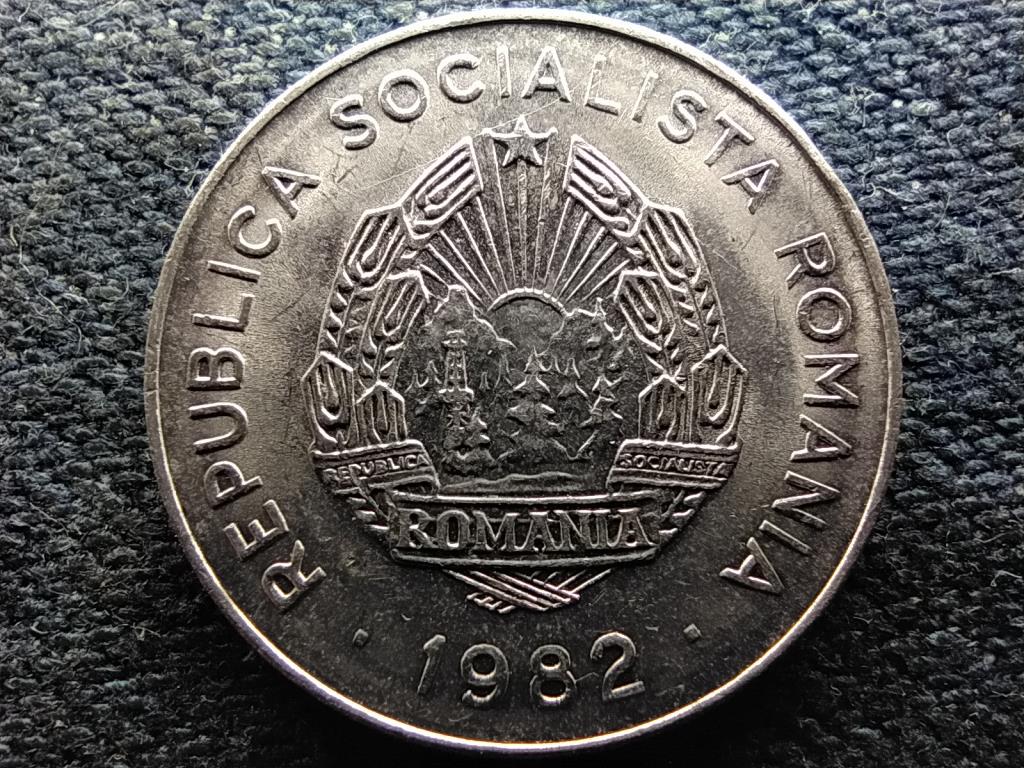 REPUBLICA SOCIALISTA ROMANIA
REPUBLICA SOCIALISTA
ROMANIA
· 1982 ·